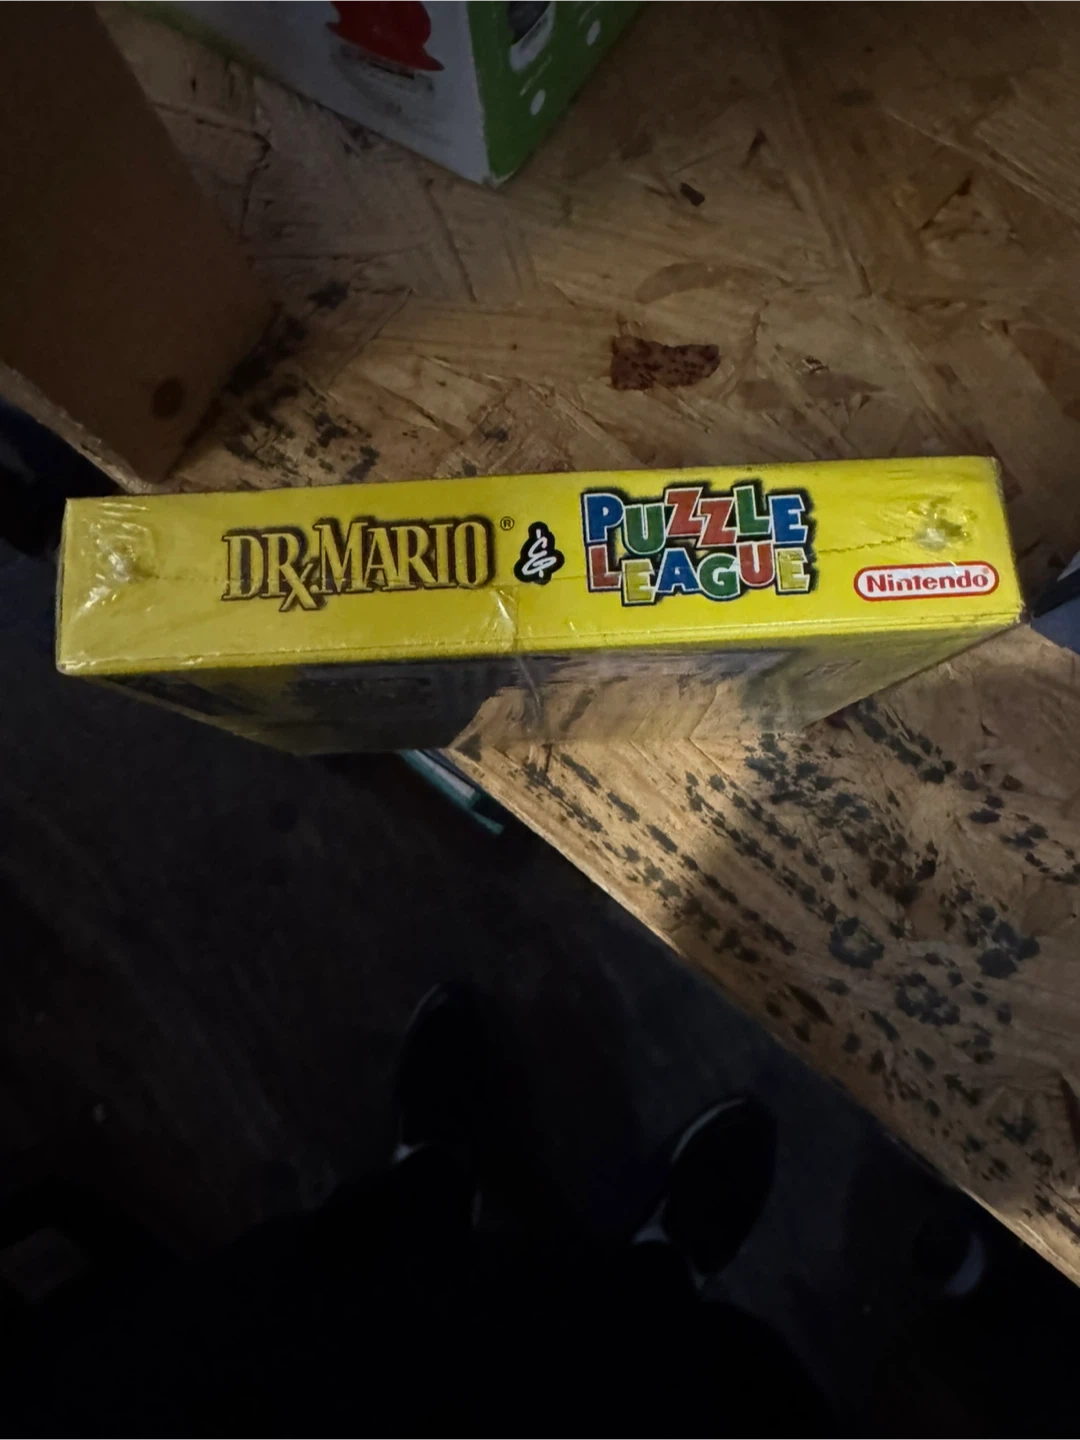 DR. MARIO® & PUZZLE LEAGUE
Nintendo®